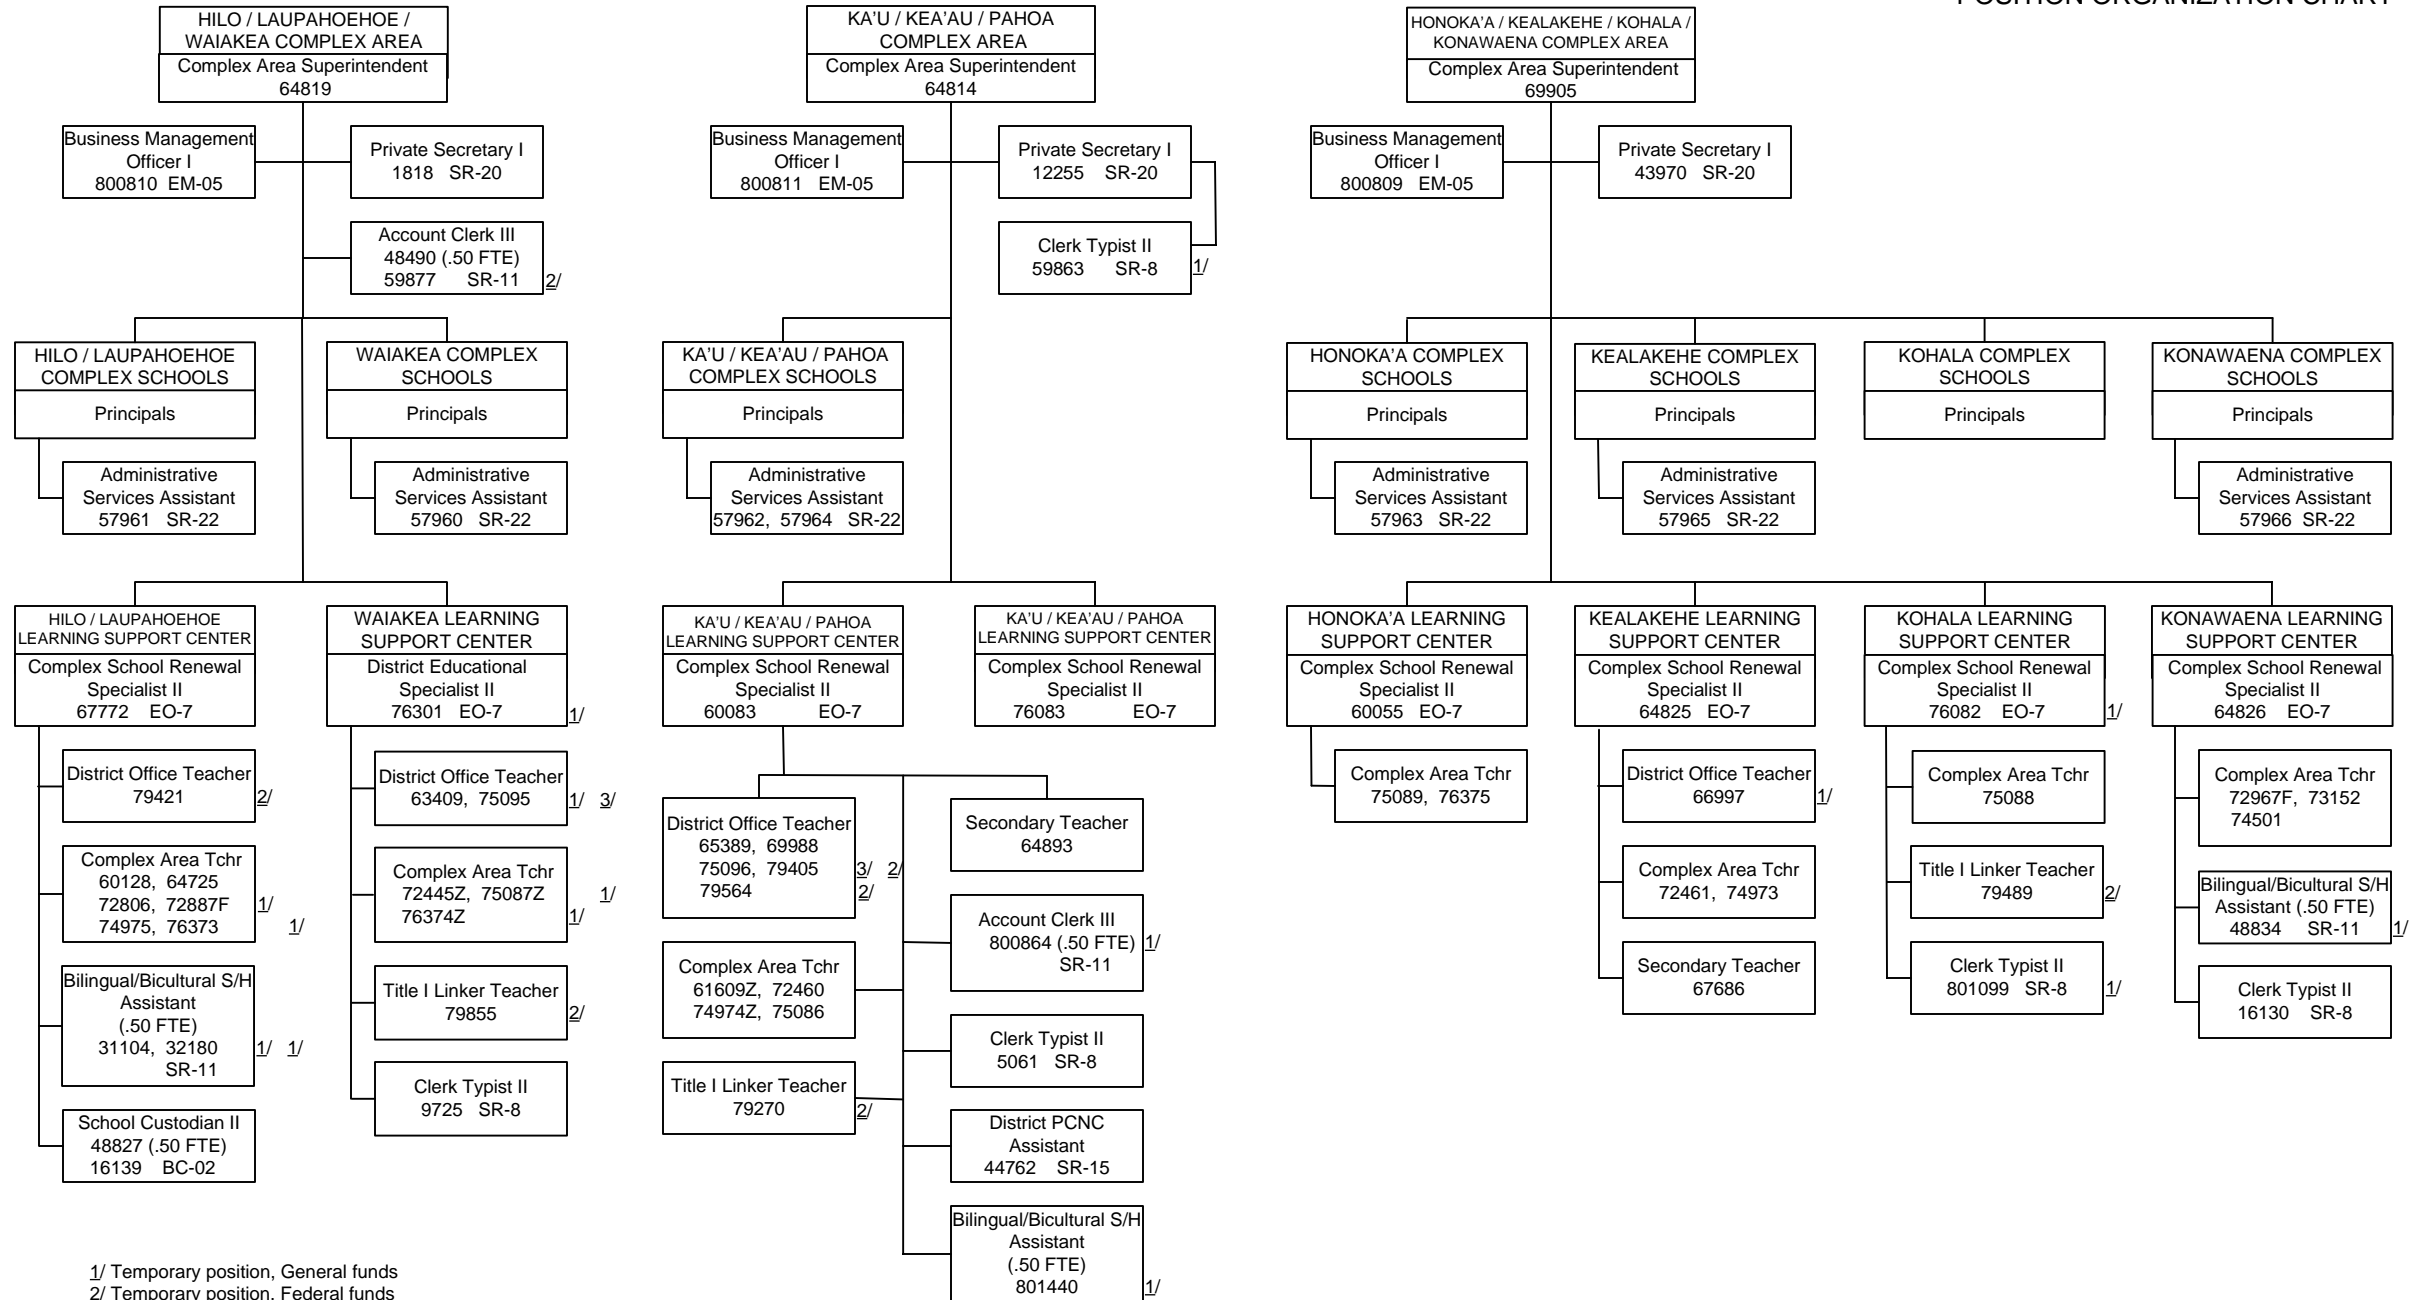 POSITION ORGANIZATION CHART
HILO / LAUPAHOEHOE /
WAIAKEA COMPLEX AREA
Complex Area Superintendent
64819
Business Management
Officer I
800810 EM-05
Private Secretary I
1818 SR-20
Account Clerk III
48490 (.50 FTE)
59877 SR-11 2/
HILO / LAUPAHOEHOE
COMPLEX SCHOOLS
Principals
Administrative
Services Assistant
57961 SR-22
WAIAKEA COMPLEX
SCHOOLS
Principals
Administrative
Services Assistant
57960 SR-22
HILO / LAUPAHOEHOE
LEARNING SUPPORT CENTER
Complex School Renewal
Specialist II
67772 EO-7
District Office Teacher
79421 2/
Complex Area Tchr
60128, 64725
72806, 72887F 1/
74975, 76373 1/
Bilingual/Bicultural S/H
Assistant
(.50 FTE)
31104, 32180 1/ 1/
SR-11
School Custodian II
48827 (.50 FTE)
16139 BC-02
WAIAKEA LEARNING
SUPPORT CENTER
District Educational
Specialist II
76301 EO-7 1/
District Office Teacher
63409, 75095 1/ 3/
Complex Area Tchr
72445Z, 75087Z 1/
76374Z 1/
Title I Linker Teacher
79855 2/
Clerk Typist II
9725 SR-8
KA'U / KEA'AU / PAHOA
COMPLEX AREA
Complex Area Superintendent
64814
Business Management
Officer I
800811 EM-05
Private Secretary I
12255 SR-20
Clerk Typist II
59863 SR-8 1/
KA'U / KEA'AU / PAHOA
COMPLEX SCHOOLS
Principals
Administrative
Services Assistant
57962, 57964 SR-22
KA'U / KEA'AU / PAHOA
LEARNING SUPPORT CENTER
Complex School Renewal
Specialist II
60083 EO-7
KA'U / KEA'AU / PAHOA
LEARNING SUPPORT CENTER
Complex School Renewal
Specialist II
76083 EO-7
District Office Teacher
65389, 69988
75096, 79405 3/ 2/
79564 2/
Complex Area Tchr
61609Z, 72460
74974Z, 75086
Title I Linker Teacher
79270 2/
Secondary Teacher
64893
Account Clerk III
800864 (.50 FTE) 1/
SR-11
Clerk Typist II
5061 SR-8
District PCNC
Assistant
44762 SR-15
Bilingual/Bicultural S/H
Assistant
(.50 FTE)
801440 1/
HONOKA'A / KEALAKEHE / KOHALA /
KONAWAENA COMPLEX AREA
Complex Area Superintendent
69905
Business Management
Officer I
800809 EM-05
Private Secretary I
43970 SR-20
HONOKA'A COMPLEX
SCHOOLS
Principals
Administrative
Services Assistant
57963 SR-22
KEALAKEHE COMPLEX
SCHOOLS
Principals
Administrative
Services Assistant
57965 SR-22
KOHALA COMPLEX
SCHOOLS
Principals
KONAWAENA COMPLEX
SCHOOLS
Principals
Administrative
Services Assistant
57966 SR-22
HONOKA'A LEARNING
SUPPORT CENTER
Complex School Renewal
Specialist II
60055 EO-7
Complex Area Tchr
75089, 76375
KEALAKEHE LEARNING
SUPPORT CENTER
Complex School Renewal
Specialist II
64825 EO-7
District Office Teacher
66997 1/
Complex Area Tchr
72461, 74973
Secondary Teacher
67686
KOHALA LEARNING
SUPPORT CENTER
Complex School Renewal
Specialist II
76082 EO-7 1/
Complex Area Tchr
75088
Title I Linker Teacher
79489 2/
Clerk Typist II
801099 SR-8 1/
KONAWAENA LEARNING
SUPPORT CENTER
Complex School Renewal
Specialist II
64826 EO-7
Complex Area Tchr
72967F, 73152
74501
Bilingual/Bicultural S/H
Assistant (.50 FTE)
48834 SR-11 1/
Clerk Typist II
16130 SR-8
1/ Temporary position, General funds
2/ Temporary position, Federal funds